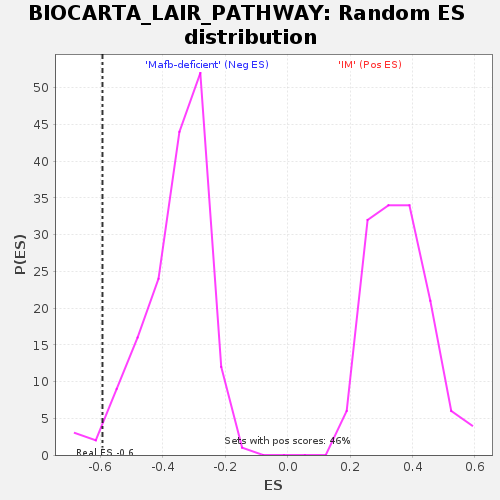 BIOCARTA_LAIR_PATHWAY: Random ES
distribution
'Mafb-deficient' (Neg ES)
'IM' (Pos ES)
P(ES)
50
45
40
35
30
25
20
15
10
5
0
Sets with pos scores: 46%
Real ES -0.6
-0.6 -0.4 -0.2 0.0 0.2 0.4 0.6
ES